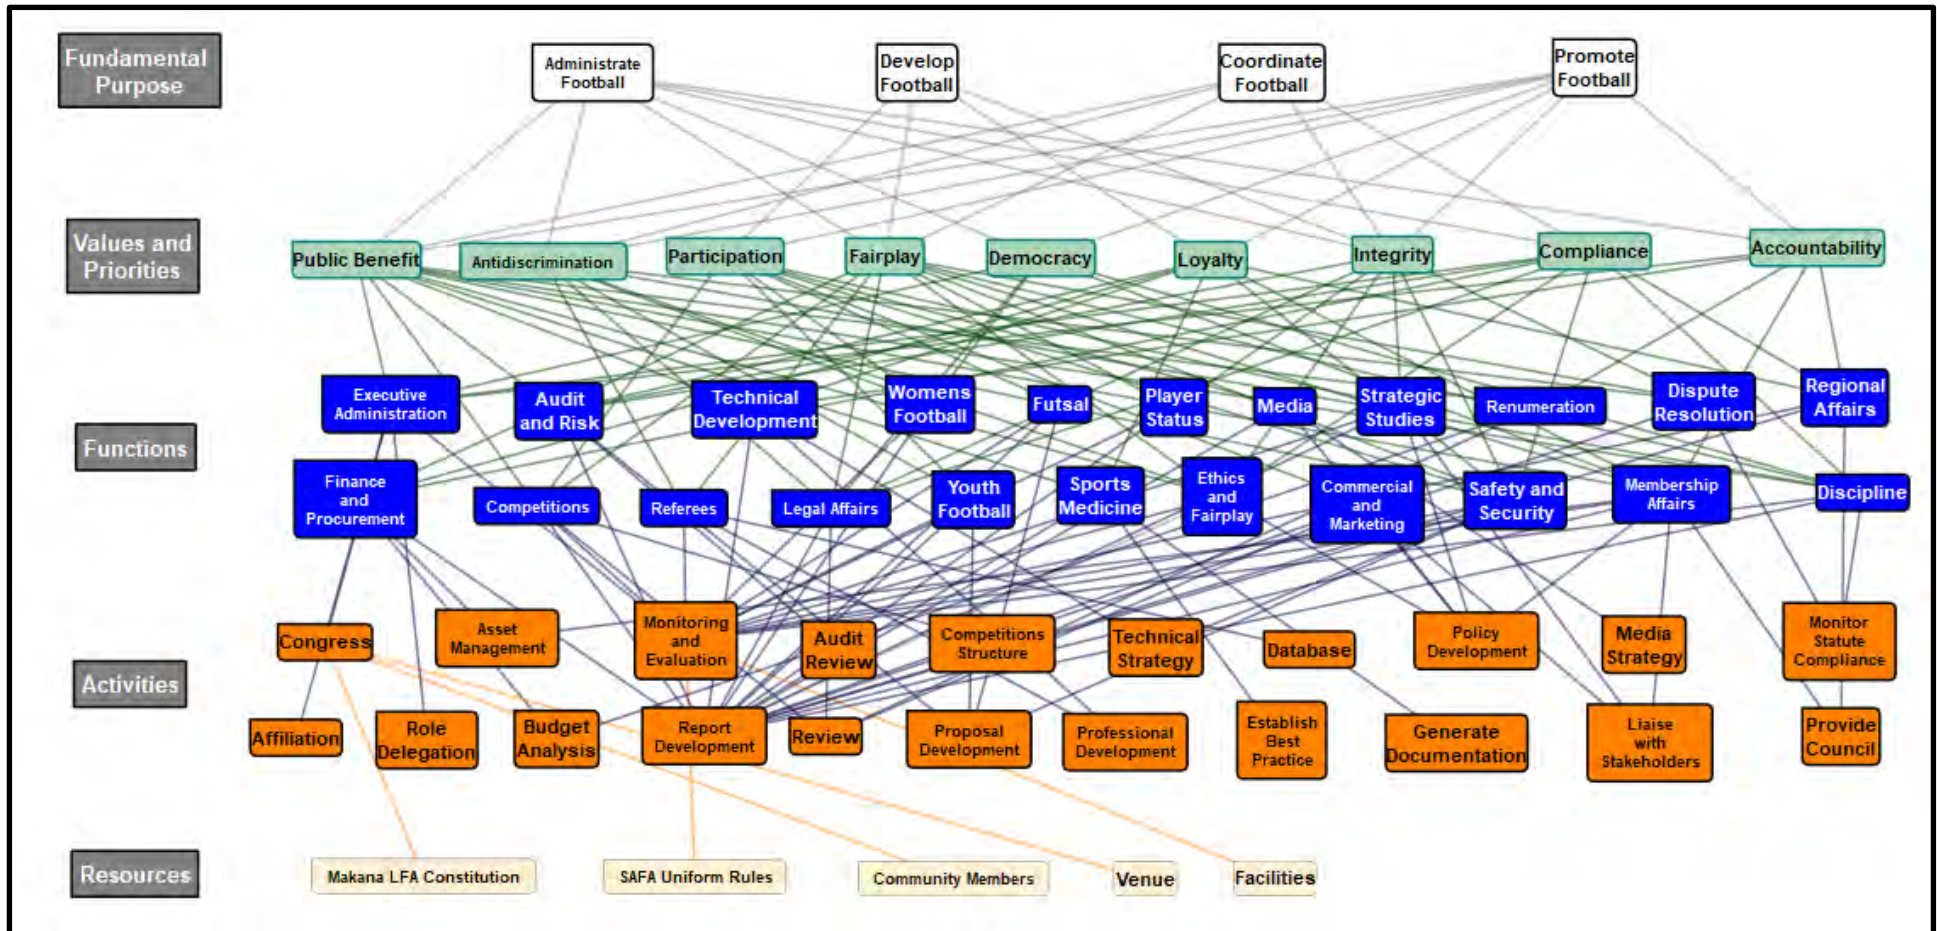 Fundamental
Purpose
Administrate
Football
Develop
Football
Coordinate
Football
Promote
Football
Values and
Priorities
Public Benefit
Antidiscrimination
Participation
Fairplay
Democracy
Loyalty
Integrity
Compliance
Accountability
Functions
Executive
Administration
Audit
and Risk
Technical
Development
Womens
Football
Futsal
Player
Status
Media
Strategic
Studies
Renumeration
Dispute
Resolution
Regional
Affairs
Finance
and
Procurement
Competitions
Referees
Legal Affairs
Youth
Football
Sports
Medicine
Ethics
and
Fairplay
Commercial
and
Marketing
Safety and
Security
Membership
Affairs
Discipline
Activities
Congress
Asset
Management
Monitoring
and
Evaluation
Audit
Review
Competitions
Structure
Technical
Strategy
Database
Policy
Development
Media
Strategy
Monitor
Statute
Compliance
Affiliation
Role
Delegation
Budget
Analysis
Report
Development
Review
Proposal
Development
Professional
Development
Establish
Best
Practice
Generate
Documentation
Liaise
with
Stakeholders
Provide
Council
Resources
Makana LFA Constitution
SAFA Uniform Rules
Community Members
Venue
Facilities